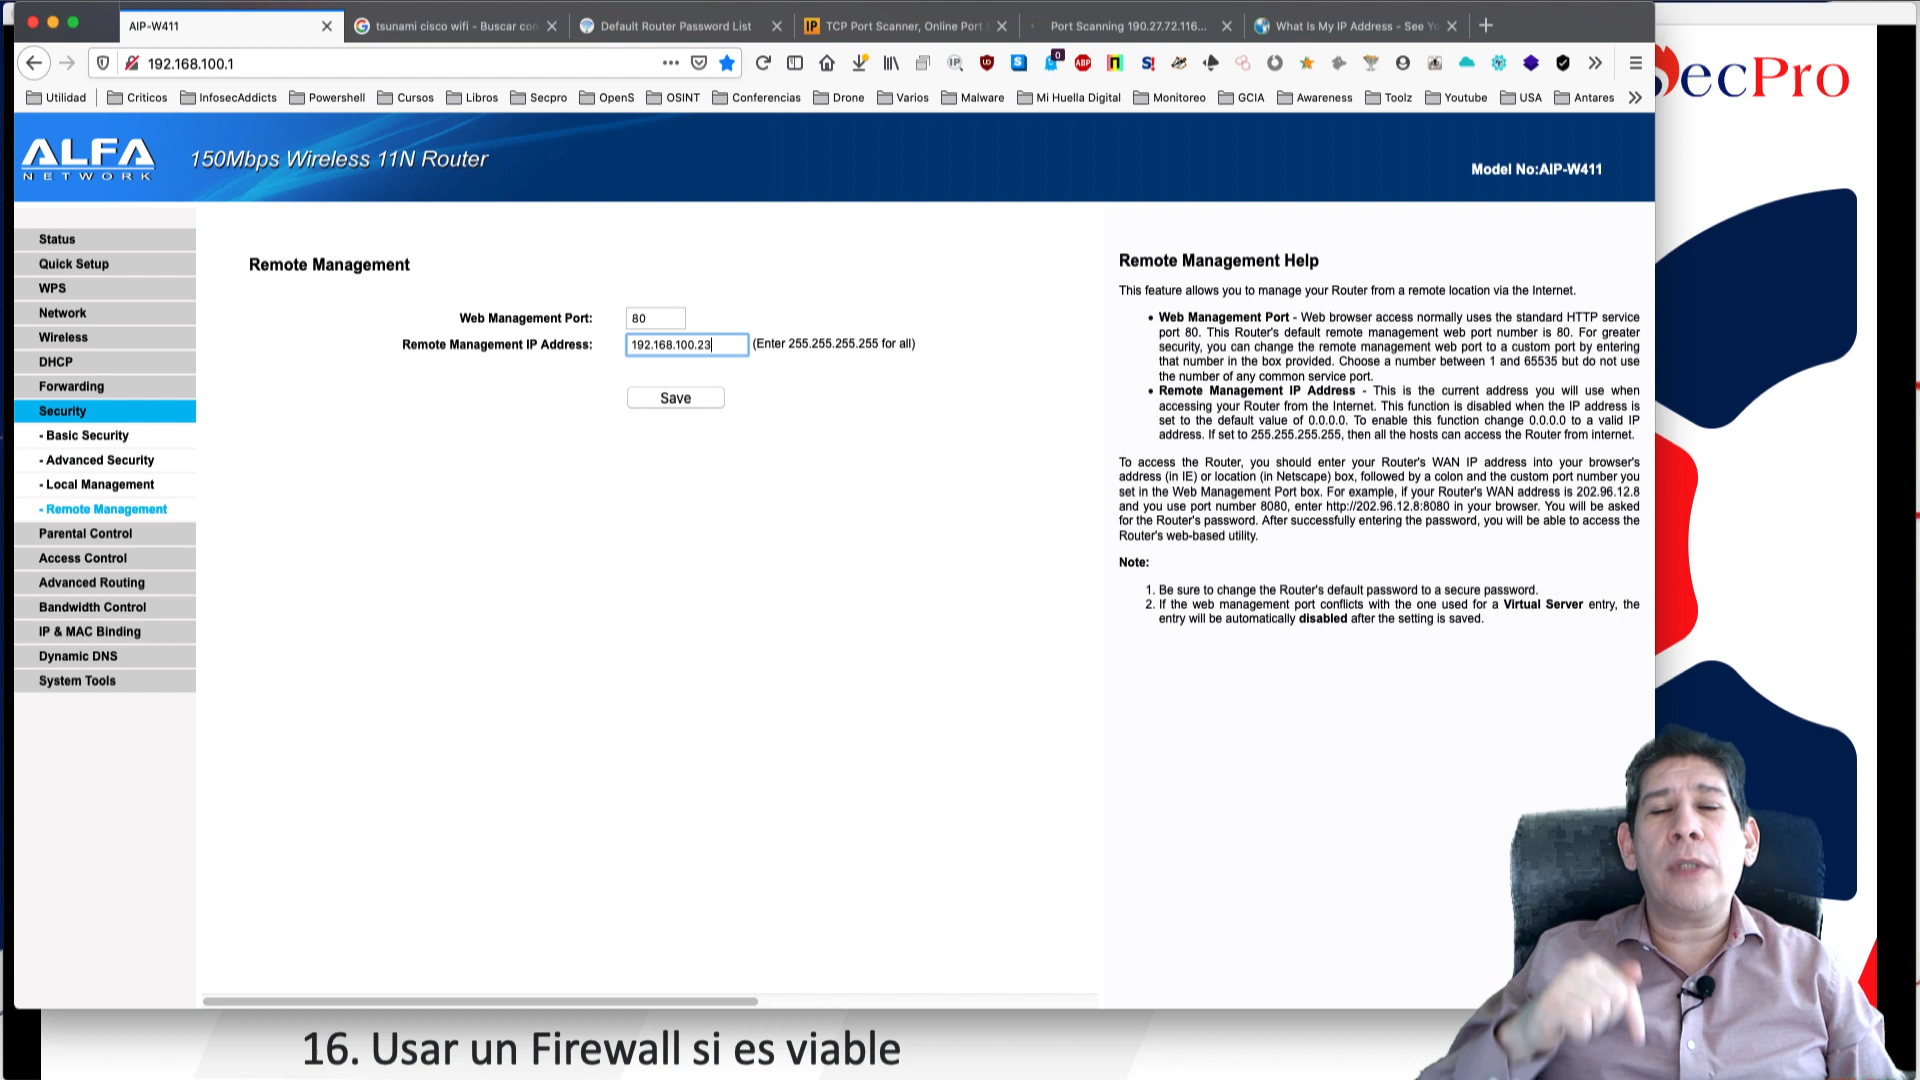 AIP-W411
tsunami cisco wifi - Buscar con
Default Router Password List
IP TCP Port Scanner, Online Port
Port Scanning 190.27.72.116...
What Is My IP Address - See Yo
192.168.100.1
Utilidad
Criticos
InfosecAddicts
Powershell
Cursos
Libros
Secpro
OpenS
OSINT
Conferencias
Drone
Varios
Malware
Mi Huella Digital
Monitoreo
GCIA
Awareness
Toolz
Youtube
USA
Antares
SecPro
ALFA
NETWORK
150Mbps Wireless 11N Router
Model No:AIP-W411
Status
Quick Setup
WPS
Network
Wireless
DHCP
Forwarding
Security
- Basic Security
- Advanced Security
- Local Management
- Remote Management
Parental Control
Access Control
Advanced Routing
Bandwidth Control
IP & MAC Binding
Dynamic DNS
System Tools
Remote Management
Web Management Port: 80
Remote Management IP Address: 192.168.100.23 (Enter 255.255.255.255 for all)
Save
Remote Management Help
This feature allows you to manage your Router from a remote location via the Internet.
• Web Management Port - Web browser access normally uses the standard HTTP service
port 80. This Router's default remote management web port number is 80. For greater
security, you can change the remote management web port to a custom port by entering
that number in the box provided. Choose a number between 1 and 65535 but do not use
the number of any common service port.
• Remote Management IP Address - This is the current address you will use when
accessing your Router from the Internet. This function is disabled when the IP address is
set to the default value of 0.0.0.0. To enable this function change 0.0.0.0 to a valid IP
address. If set to 255.255.255.255, then all the hosts can access the Router from internet.
To access the Router, you should enter your Router's WAN IP address into your browser's
address (in IE) or location (in Netscape) box, followed by a colon and the custom port number you
set in the Web Management Port box. For example, if your Router's WAN address is 202.96.12.8
and you use port number 8080, enter http://202.96.12.8:8080 in your browser. You will be asked
for the Router's password. After successfully entering the password, you will be able to access the
Router's web-based utility.
Note:
1. Be sure to change the Router's default password to a secure password.
2. If the web management port conflicts with the one used for a Virtual Server entry, the
entry will be automatically disabled after the setting is saved.
16. Usar un Firewall si es viable